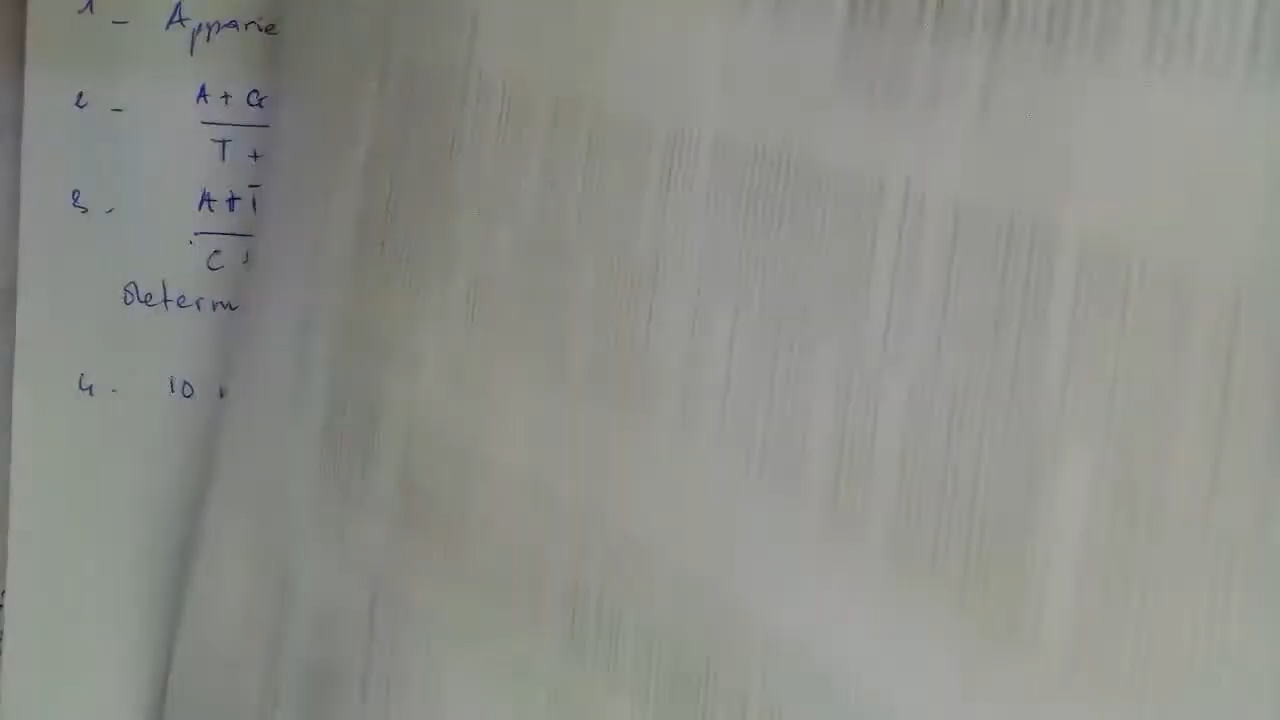 1 - Apparie
2 - A + G
T +
3 - A + T
C
Determ
4 - 10